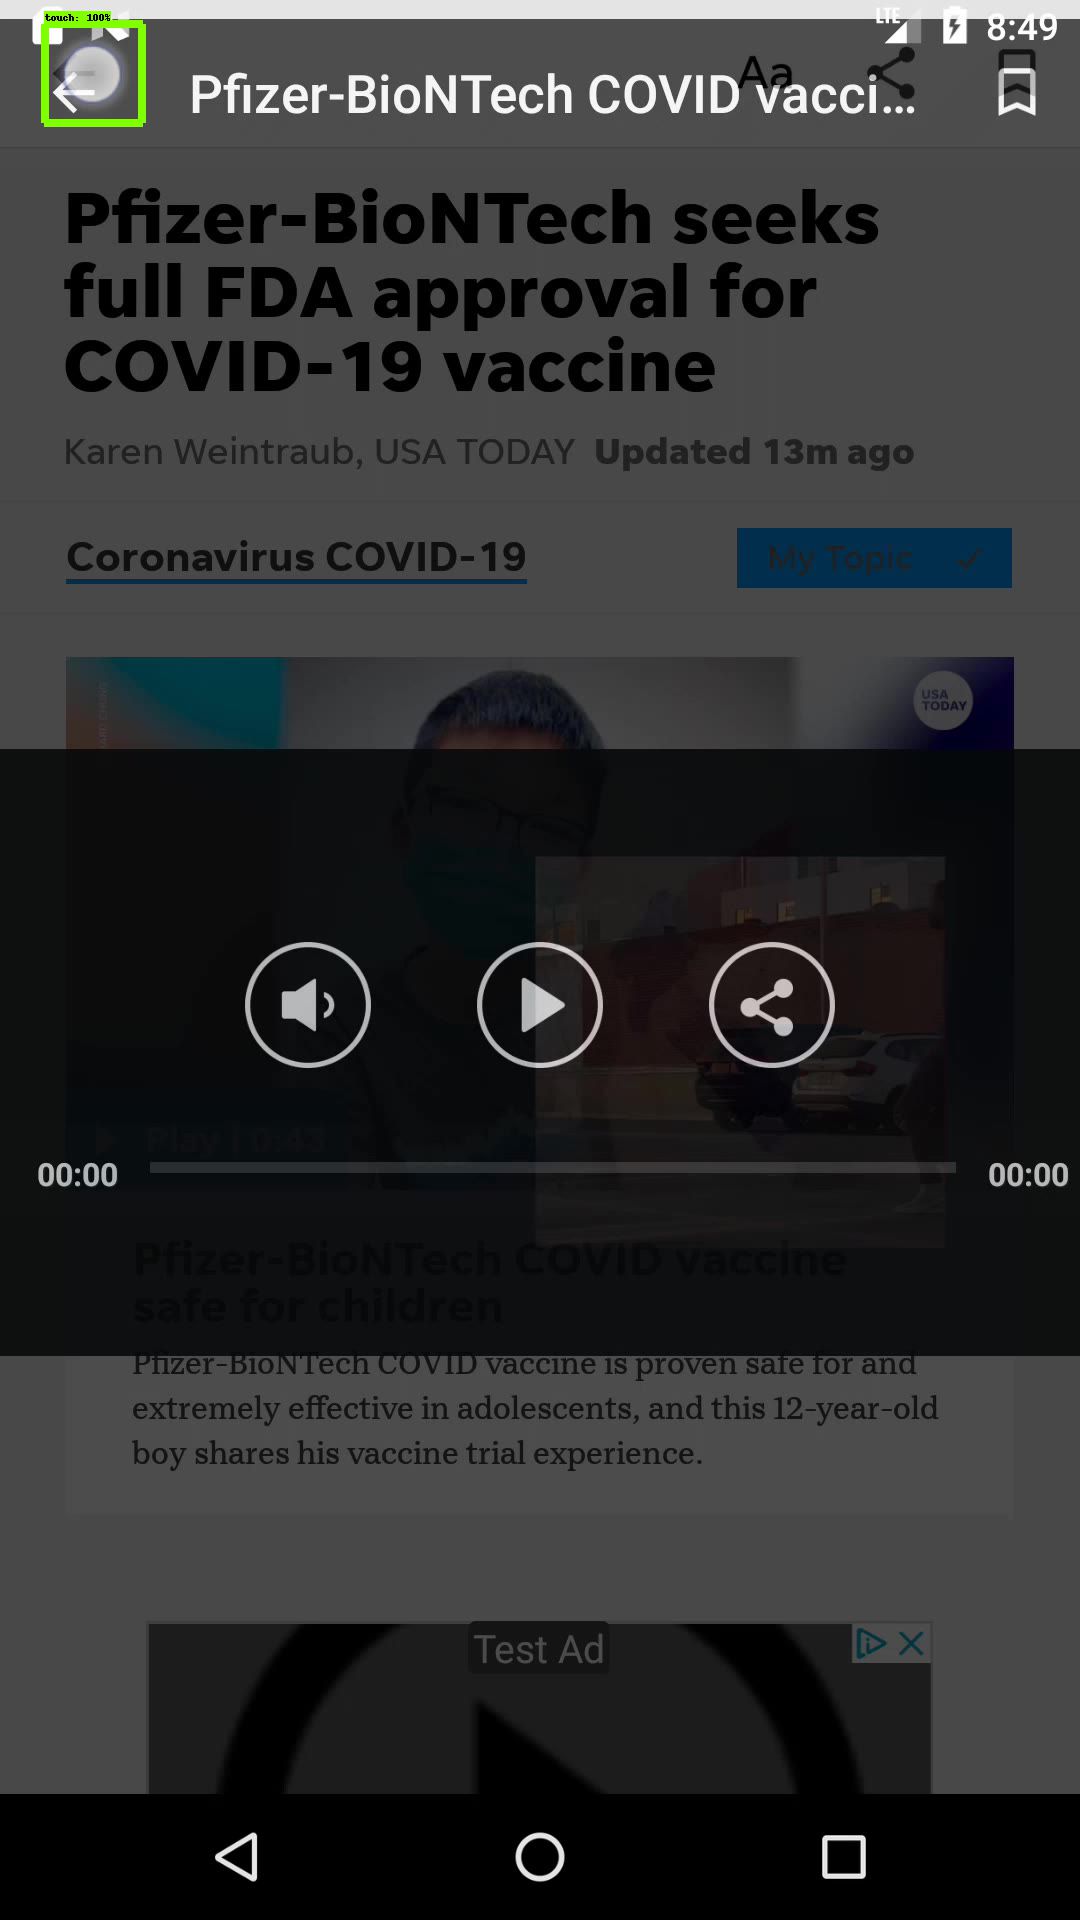 touch: 100%
LTE
8:49
Pfizer-BioNTech COVID vacci...
Aa
Pfizer-BioNTech seeks
full FDA approval for
COVID-19 vaccine
Karen Weintraub, USA TODAY Updated 13m ago
Coronavirus COVID-19
My Topic
USA
TODAY
Play | 0:43
00:00
00:00
Pfizer-BioNTech COVID vaccine
safe for children
Pfizer-BioNTech COVID vaccine is proven safe for and
extremely effective in adolescents, and this 12-year-old
boy shares his vaccine trial experience.
Test Ad